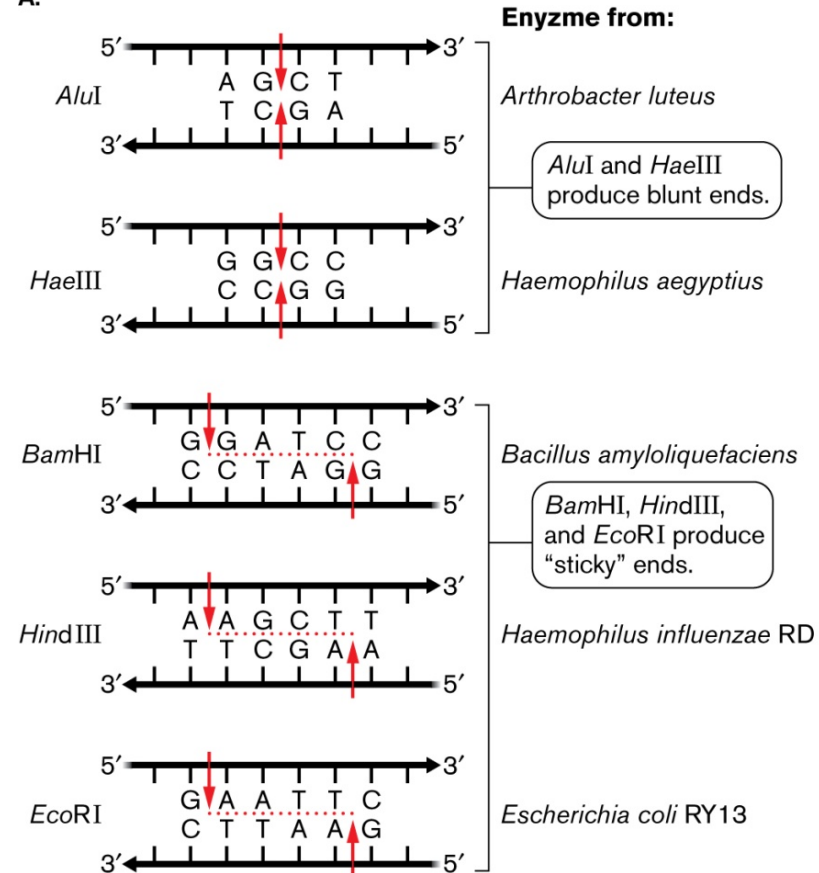 A.
Enyzme from:
5′ 3′
A G C T
AluI
T C G A
3′ 5′
Arthrobacter luteus
AluI and HaeIII
produce blunt ends.
5′ 3′
G G C C
HaeIII
C C G G
3′ 5′
Haemophilus aegyptius
5′ 3′
G G A T C C
BamHI
C C T A G G
3′ 5′
Bacillus amyloliquefaciens
BamHI, HindIII,
and EcoRI produce
“sticky” ends.
5′ 3′
A A G C T T
HindIII
T T C G A A
3′ 5′
Haemophilus influenzae RD
5′ 3′
G A A T T C
EcoRI
C T T A A G
3′ 5′
Escherichia coli RY13